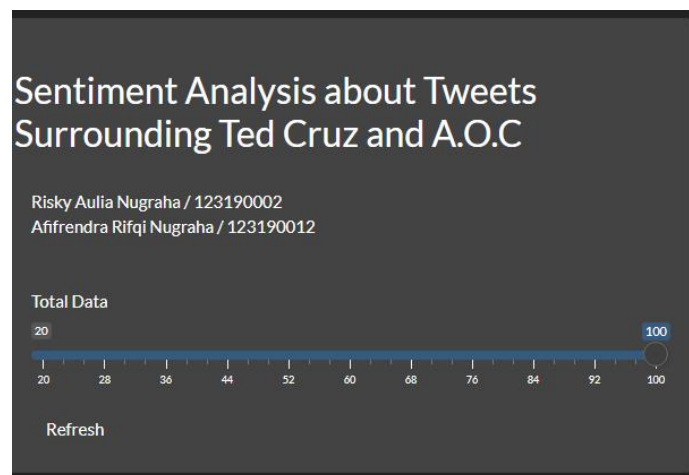 Sentiment Analysis about Tweets
Surrounding Ted Cruz and A.O.C
Risky Aulia Nugraha / 123190002
Afifrendra Rifqi Nugraha / 123190012
Total Data
20 100
20 28 36 44 52 60 68 76 84 92 100
Refresh